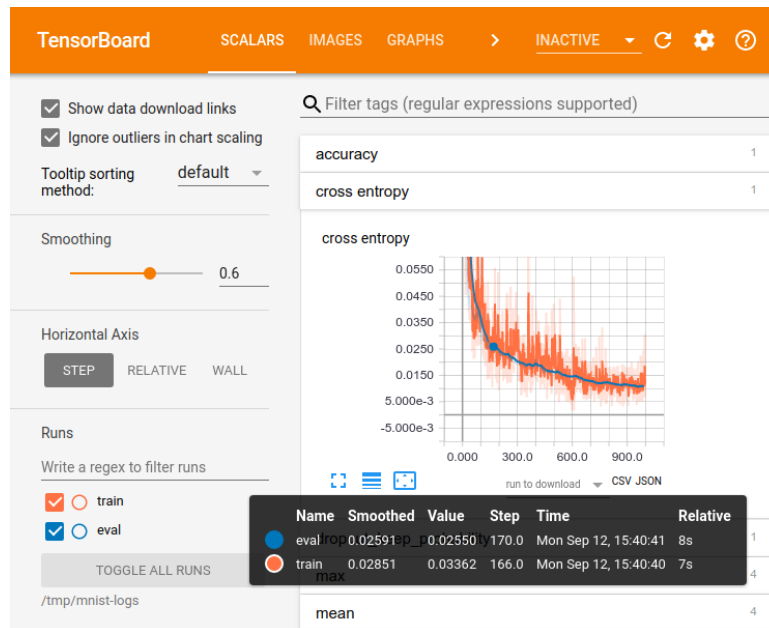 TensorBoard SCALARS IMAGES GRAPHS > INACTIVE
Show data download links
Ignore outliers in chart scaling
Tooltip sorting method: default
Smoothing
0.6
Horizontal Axis
STEP RELATIVE WALL
Runs
Write a regex to filter runs
train
eval
TOGGLE ALL RUNS
/tmp/mnist-logs
Filter tags (regular expressions supported)
accuracy 1
cross entropy 1
cross entropy
0.0550
0.0450
0.0350
0.0250
0.0150
5.000e-3
-5.000e-3
0.000 300.0 600.0 900.0
run to download CSV JSON
Name Smoothed Value Step Time Relative
eval 0.02591 0.02550 170.0 Mon Sep 12, 15:40:41 8s
train 0.02851 0.03362 166.0 Mon Sep 12, 15:40:40 7s
1
max 4
mean 4